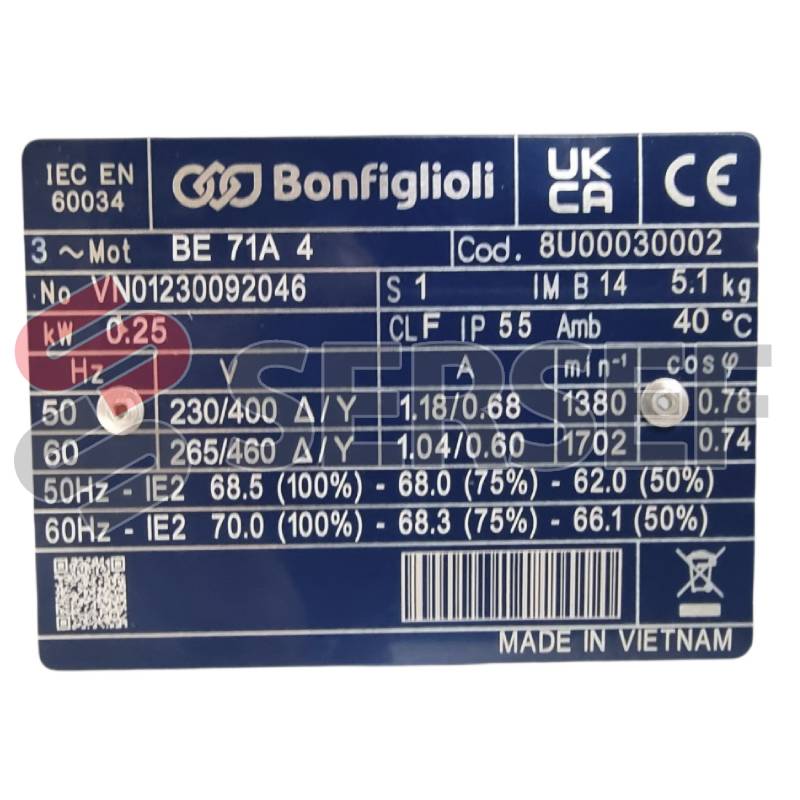 IEC EN
60034
Bonfiglioli
UK
CA
CE
3 ~ Mot BE 71A 4 Cod. 8U00030002
No VN01230092046 S 1 IM B 14 5.1 kg
kW 0.25 CL F IP 55 Amb 40 °C
Hz V A min⁻¹ cosφ
50 230/400 Δ/Y 1.18/0.68 1380 0.78
60 265/460 Δ/Y 1.04/0.60 1702 0.74
50Hz - IE2 68.5 (100%) - 68.0 (75%) - 62.0 (50%)
60Hz - IE2 70.0 (100%) - 68.3 (75%) - 66.1 (50%)
MADE IN VIETNAM
SERSEF